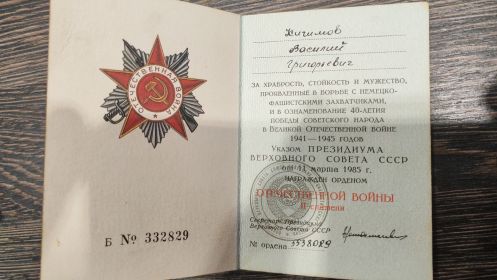 ОТЕЧЕСТВЕННАЯ ВОЙНА
Б № 332829
Василий
Григорьевич
ЗА ХРАБРОСТЬ, СТОЙКОСТЬ И МУЖЕСТВО,
ПРОЯВЛЕННЫЕ В БОРЬБЕ С НЕМЕЦКО-
ФАШИСТСКИМИ ЗАХВАТЧИКАМИ,
И В ОЗНАМЕНОВАНИЕ 40-ЛЕТИЯ
ПОБЕДЫ СОВЕТСКОГО НАРОДА
В ВЕЛИКОЙ ОТЕЧЕСТВЕННОЙ ВОЙНЕ
1941—1945 ГОДОВ
УКАЗОМ ПРЕЗИДИУМА
ВЕРХОВНОГО СОВЕТА СССР
от 11 марта 1985 г.
НАГРАЖДЕН ОРДЕНОМ
ОТЕЧЕСТВЕННОЙ ВОЙНЫ
II степени
Секретарь Президиума
Верховного Совета СССР
№ ордена 5538029